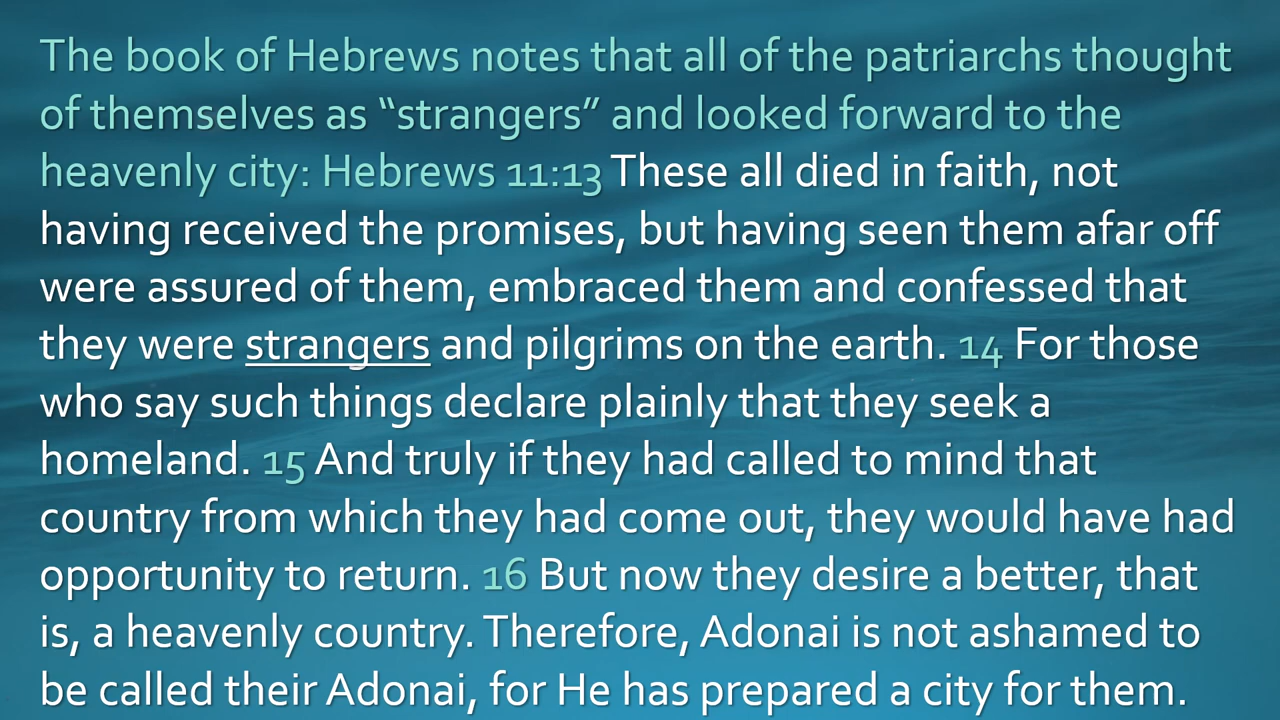 The book of Hebrews notes that all of the patriarchs thought
of themselves as “strangers” and looked forward to the
heavenly city: Hebrews 11:13 These all died in faith, not
having received the promises, but having seen them afar off
were assured of them, embraced them and confessed that
they were strangers and pilgrims on the earth. 14 For those
who say such things declare plainly that they seek a
homeland. 15 And truly if they had called to mind that
country from which they had come out, they would have had
opportunity to return. 16 But now they desire a better, that
is, a heavenly country. Therefore, Adonai is not ashamed to
be called their Adonai, for He has prepared a city for them.